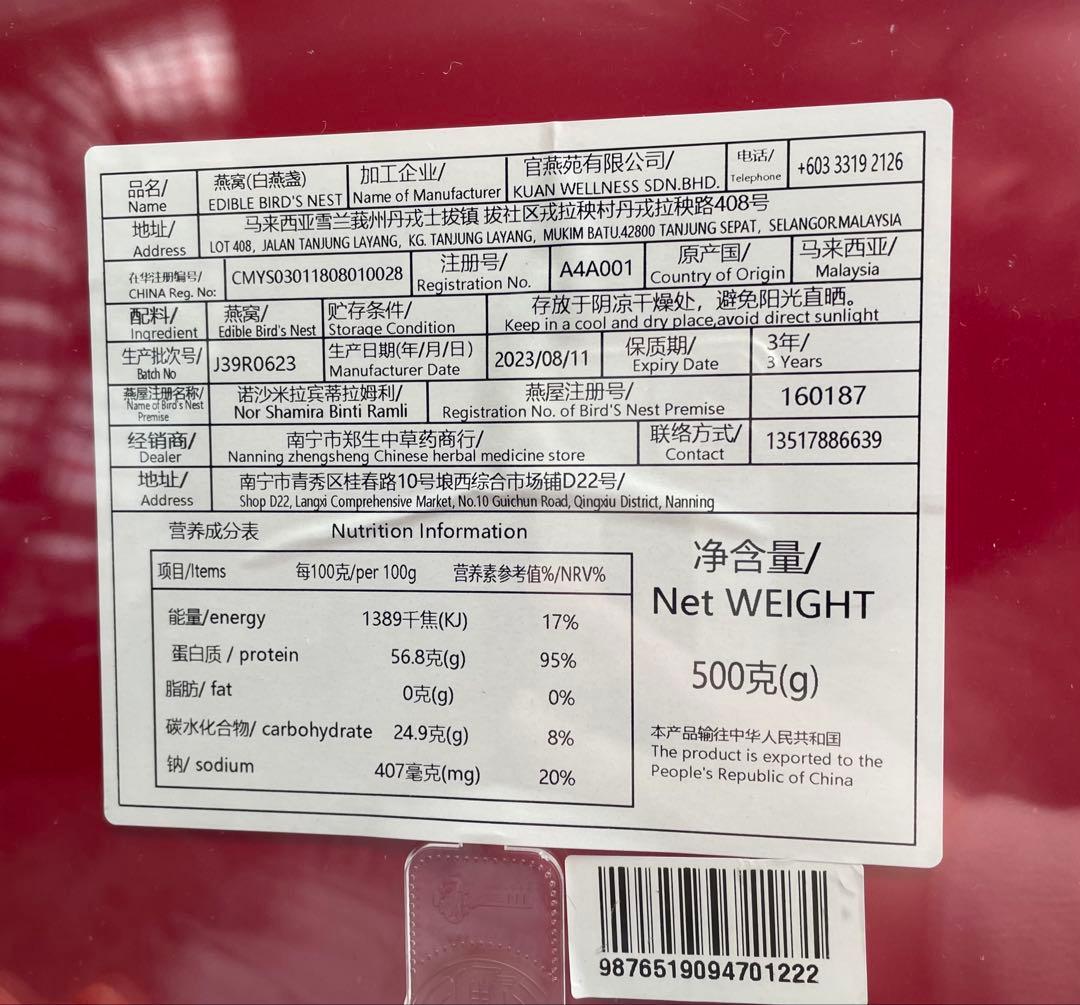 品名/ Name 燕窝(白燕盏) EDIBLE BIRD'S NEST 加工企业/ Name of Manufacturer 官燕苑有限公司/ KUAN WELLNESS SDN.BHD. 电话/ Telephone +603 3319 2126
地址/ Address 马来西亚雪兰莪州丹戎士拔镇 拔社区戎拉秧村丹戎拉秧路408号
LOT 408, JALAN TANJUNG LAYANG, KG. TANJUNG LAYANG, MUKIM BATU.42800 TANJUNG SEPAT, SELANGOR.MALAYSIA
在华注册编号/ CHINA Reg. No: CMYS03011808010028 注册号/ Registration No. A4A001 原产国/ Country of Origin 马来西亚/ Malaysia
配料/ Ingredient 燕窝/ Edible Bird's Nest 贮存条件/ Storage Condition 存放于阴凉干燥处，避免阳光直晒。
Keep in a cool and dry place,avoid direct sunlight
生产批次号/ Batch No J39R0623 生产日期(年/月/日) Manufacturer Date 2023/08/11 保质期/ Expiry Date 3年/ 3 Years
燕屋注册名称/ Name of Bird's Nest Premise 诺沙米拉宾蒂拉姆利/ Nor Shamira Binti Ramli 燕屋注册号/ Registration No. of Bird'S Nest Premise 160187
经销商/ Dealer 南宁市郑生中草药商行/ Nanning zhengsheng Chinese herbal medicine store 联络方式/ Contact 13517886639
地址/ Address 南宁市青秀区桂春路10号埌西综合市场铺D22号/
Shop D22, Langxi Comprehensive Market, No.10 Guichun Road, Qingxiu District, Nanning
营养成分表 Nutrition Information
项目/Items 每100克/per 100g 营养素参考值%/NRV%
能量/energy 1389千焦(KJ) 17%
蛋白质 / protein 56.8克(g) 95%
脂肪/ fat 0克(g) 0%
碳水化合物/ carbohydrate 24.9克(g) 8%
钠/ sodium 407毫克(mg) 20%
净含量/
Net WEIGHT
500克(g)
本产品输往中华人民共和国
The product is exported to the
People's Republic of China
9876519094701222